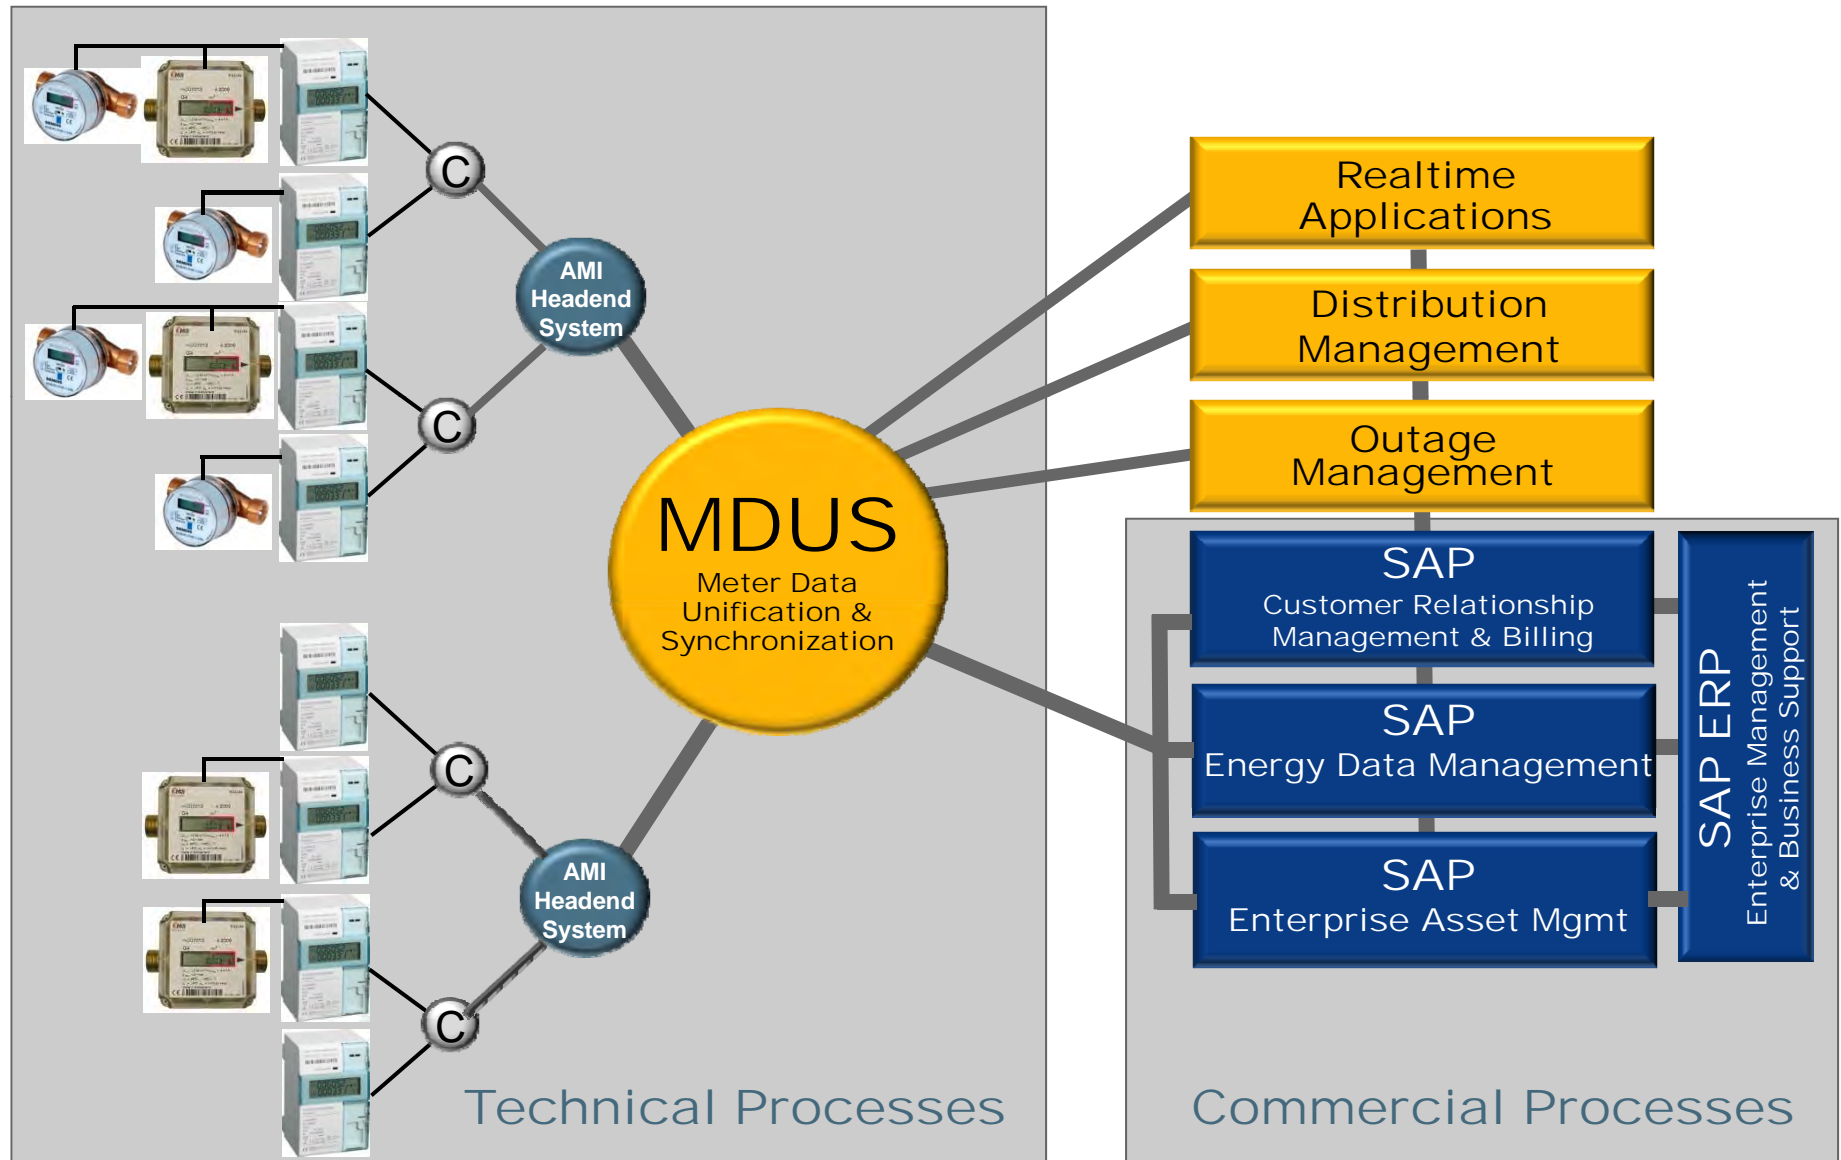 C
C
C
C
AMI
Headend
System
AMI
Headend
System
MDUS
Meter Data
Unification &
Synchronization
Realtime
Applications
Distribution
Management
Outage
Management
SAP
Customer Relationship
Management & Billing
SAP
Energy Data Management
SAP
Enterprise Asset Mgmt
SAP ERP
Enterprise Management
& Business Support
Technical Processes
Commercial Processes